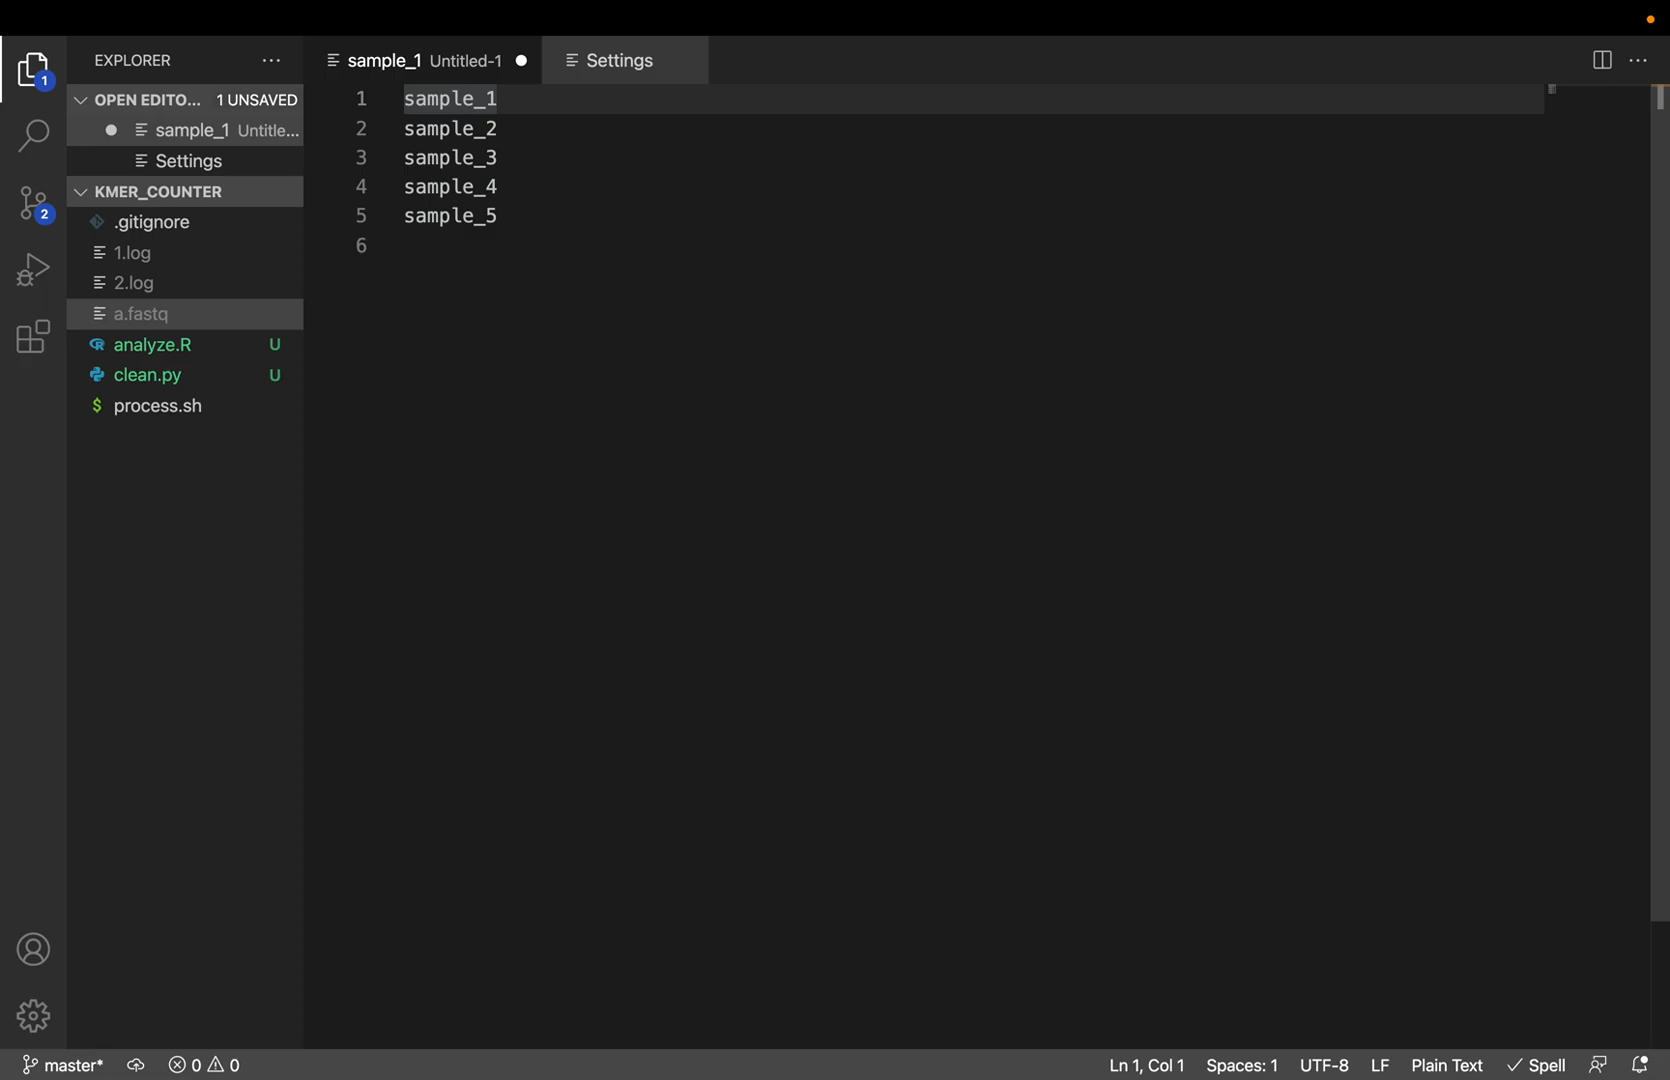 EXPLORER
sample_1 Untitled-1
Settings
OPEN EDITO... 1 UNSAVED
sample_1 Untitle...
Settings
KMER_COUNTER
.gitignore
1.log
2.log
a.fastq
analyze.R U
clean.py U
process.sh
1
2
1 sample_1
2 sample_2
3 sample_3
4 sample_4
5 sample_5
6
master* 0 0 Ln 1, Col 1 Spaces: 1 UTF-8 LF Plain Text Spell